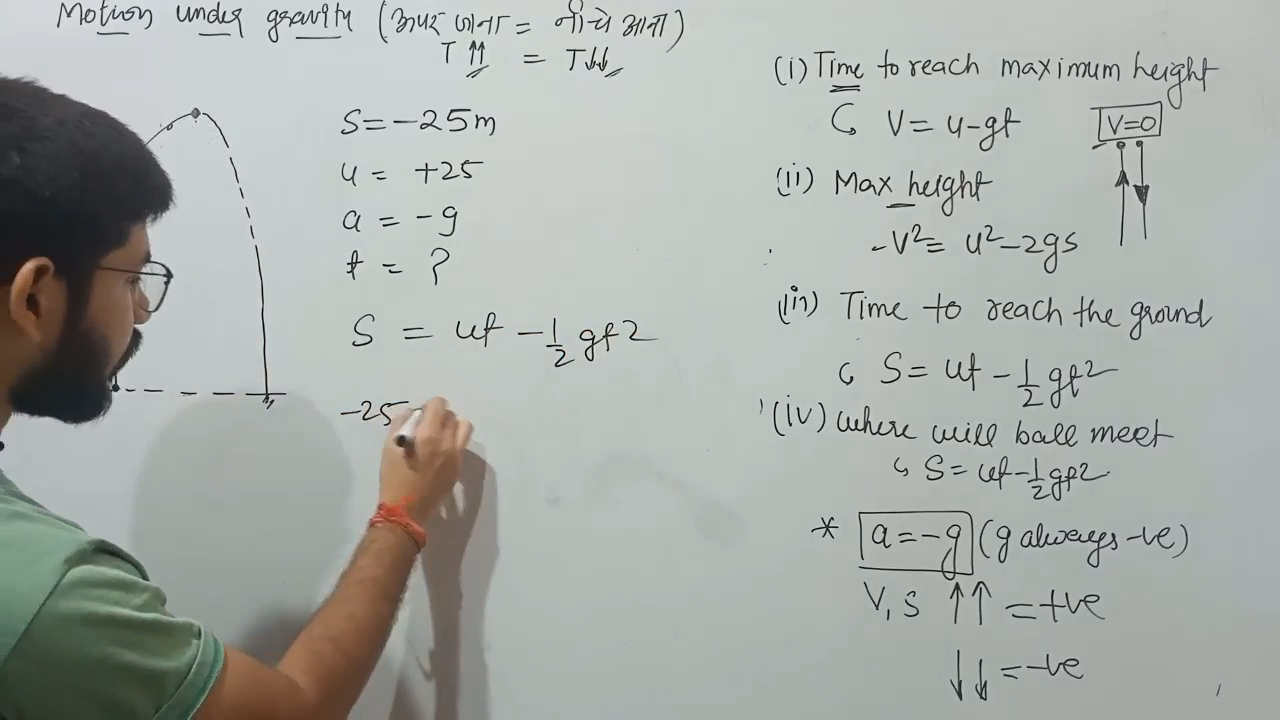 Motion under gravity (ऊपर जाना = नीचे आना)
T↑↑ = T↓↓
S = -25m
u = +25
a = -g
t = ?
S = ut - 1/2 gt2
-25
(i) Time to reach maximum height
V = u-gt
V=0
(ii) Max height
- V² = u² - 2gs
(iii) Time to reach the ground
S = ut - 1/2 gt²
(iv) where will ball meet
S = ut - 1/2 gt2
* a = -g (g always -ve)
V, S ↑↑ = +ve
↓↓ = -ve